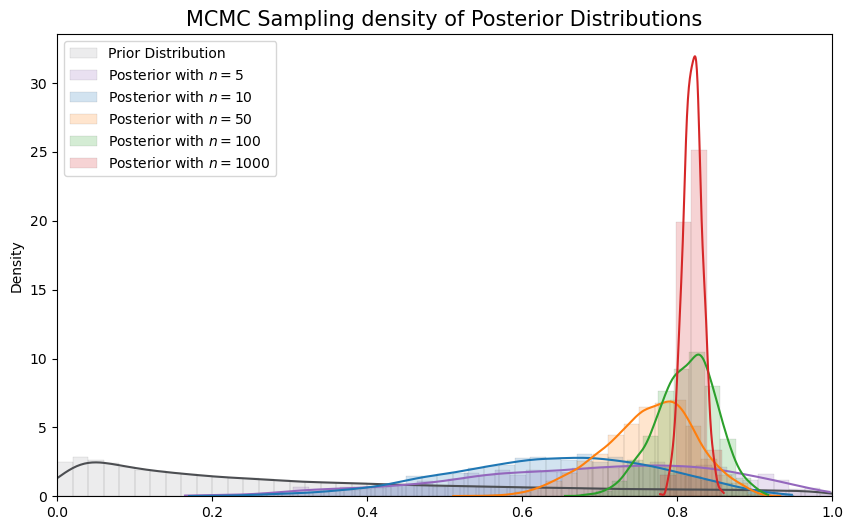 MCMC Sampling density of Posterior Distributions
Prior Distribution
Posterior with n = 5
Posterior with n = 10
Posterior with n = 50
Posterior with n = 100
Posterior with n = 1000
Density
30
25
20
15
10
5
0
0.0 0.2 0.4 0.6 0.8 1.0